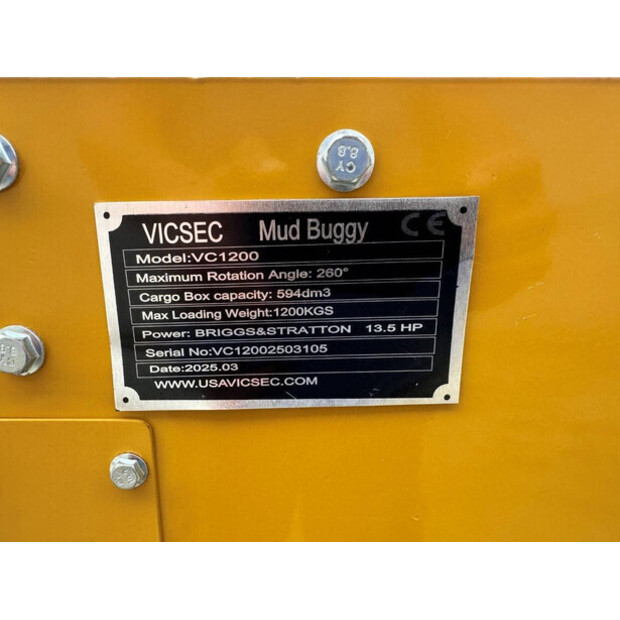 CY
8.8
VICSEC Mud Buggy CE
Model:VC1200
Maximum Rotation Angle: 260°
Cargo Box capacity: 594dm3
Max Loading Weight:1200KGS
Power: BRIGGS&STRATTON 13.5 HP
Serial No:VC12002503105
Date:2025.03
WWW.USAVICSEC.COM